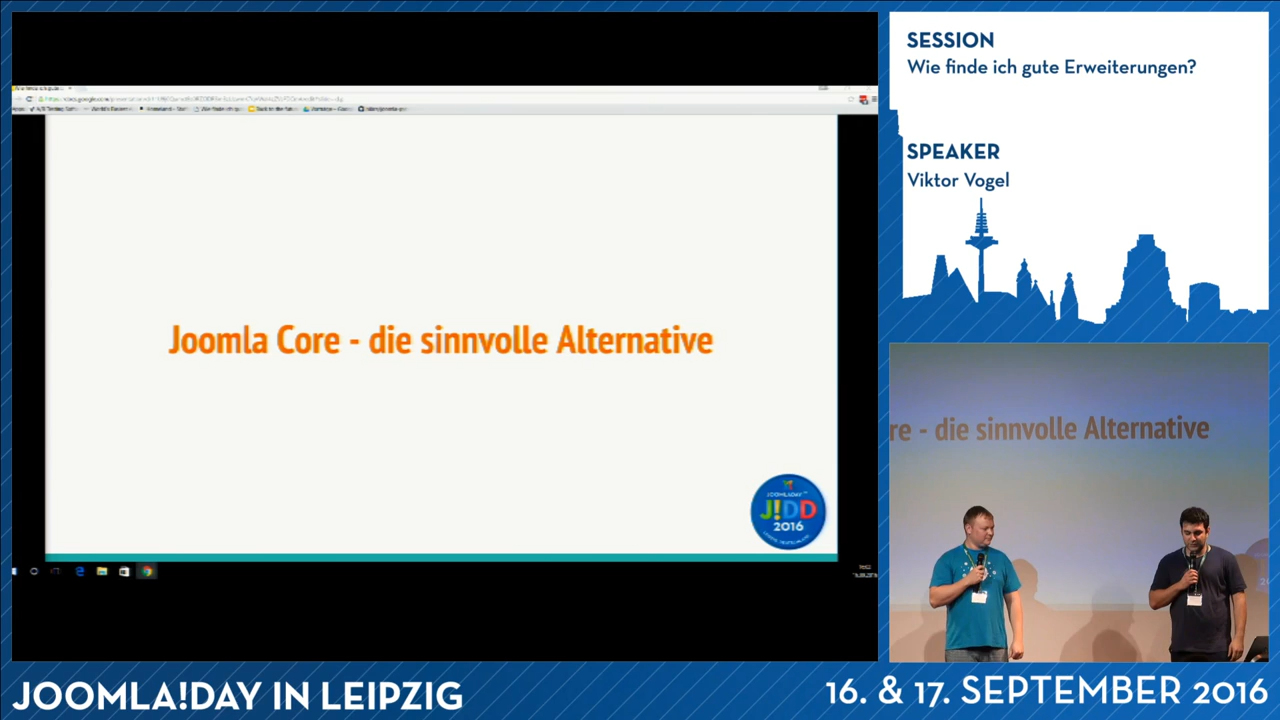 SESSION
Wie finde ich gute Erweiterungen?
SPEAKER
Viktor Vogel
Joomla Core - die sinnvolle Alternative
JOOMLADAY
J!DD
2016
re - die sinnvolle Alternative
JOOMLA!DAY IN LEIPZIG
16. & 17. SEPTEMBER 2016